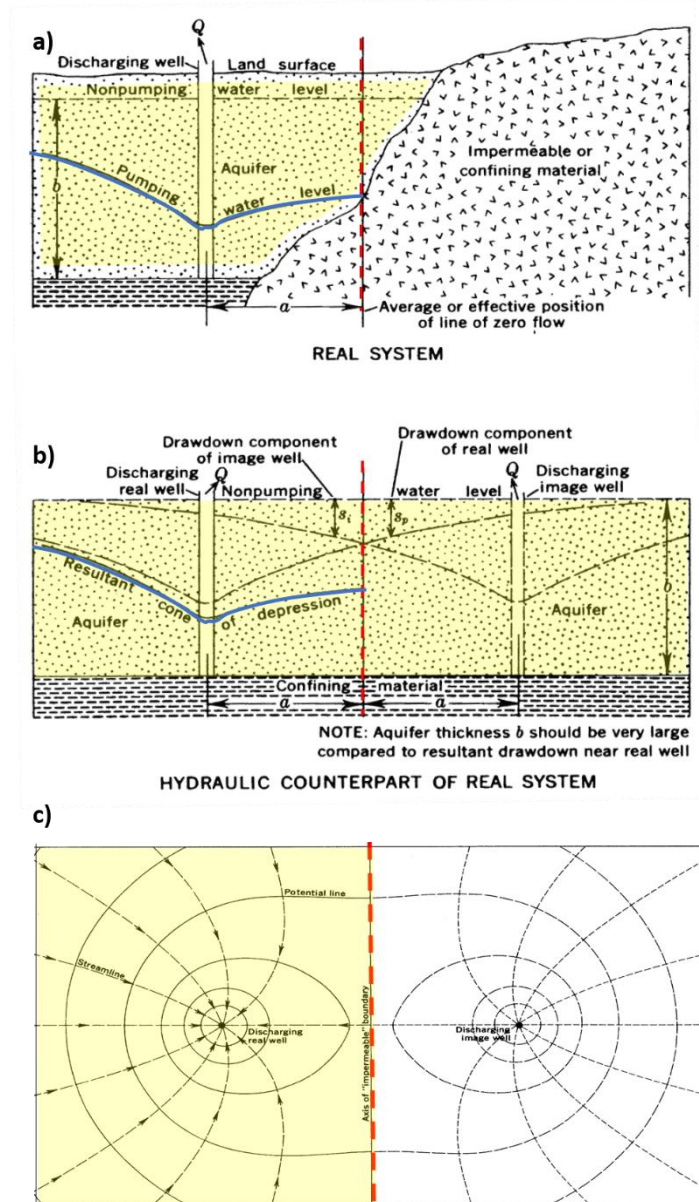 a)
Q
Discharging well
Land surface
Nonpumping water level
b
Aquifer
Pumping water level
Impermeable or
confining material
a
Average or effective position
of line of zero flow
REAL SYSTEM
b)
Drawdown component
of image well
Drawdown component
of real well
Discharging
real well
Q
Nonpumping water level
Q
Discharging
image well
si
sp
b
Resultant cone of depression
Aquifer
Aquifer
Confining material
a
a
NOTE: Aquifer thickness b should be very large
compared to resultant drawdown near real well
HYDRAULIC COUNTERPART OF REAL SYSTEM
c)
Potential line
Streamline
Discharging
real well
Axis of "impermeable" boundary
Discharging
image well